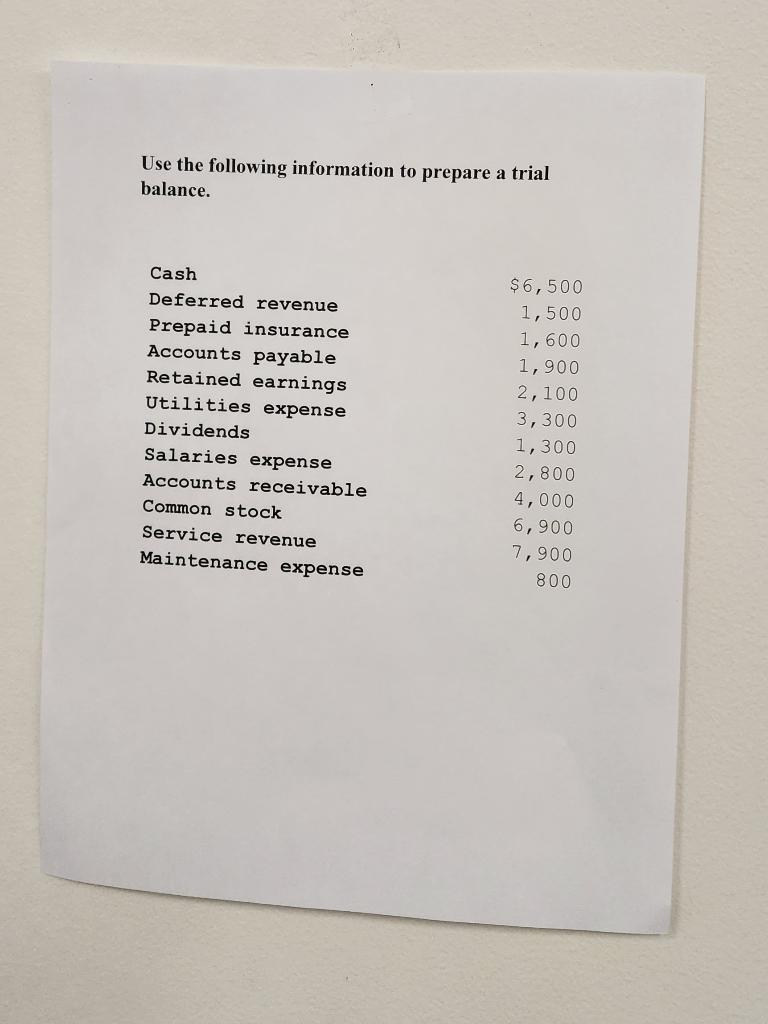 Use the following information to prepare a trial
balance.
Cash $6,500
Deferred revenue 1,500
Prepaid insurance 1,600
Accounts payable 1,900
Retained earnings 2,100
Utilities expense 3,300
Dividends 1,300
Salaries expense 2,800
Accounts receivable 4,000
Common stock 6,900
Service revenue 7,900
Maintenance expense 800